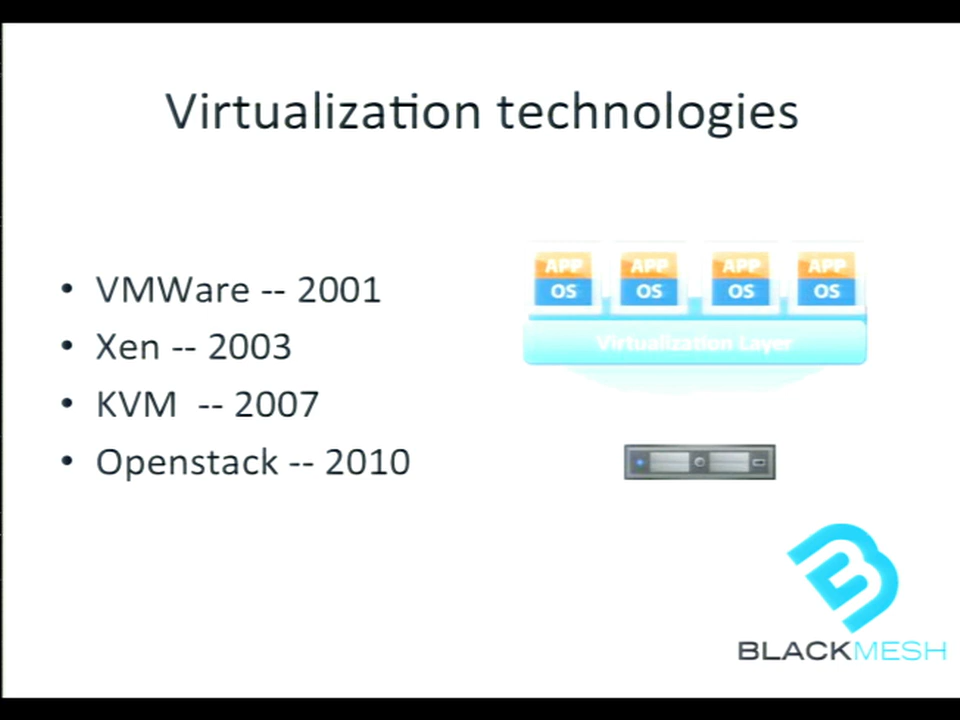 Virtualization technologies
• VMWare -- 2001
• Xen -- 2003
• KVM -- 2007
• Openstack -- 2010
APP APP APP APP
OS OS OS OS
Virtualization Layer
BLACKMESH